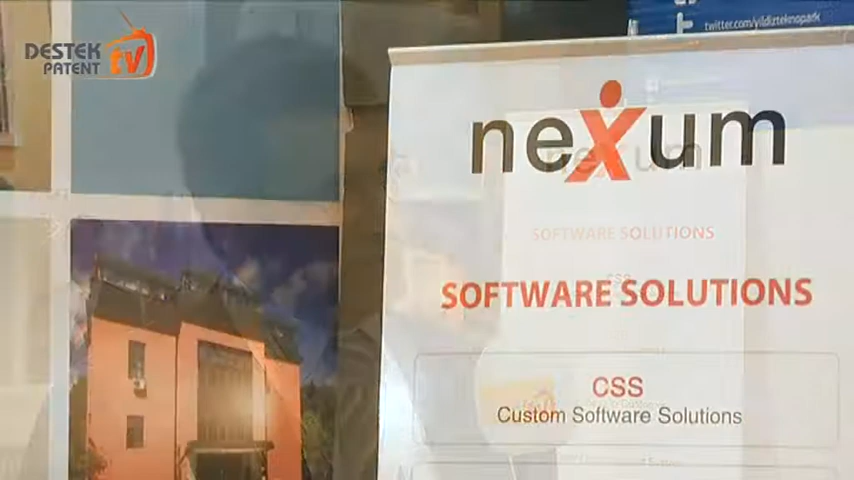 DESTEK
PATENT
tv
twitter.com/yildizteknopark
nexum
SOFTWARE SOLUTIONS
SOFTWARE SOLUTIONS
CSS
Custom Software Solutions